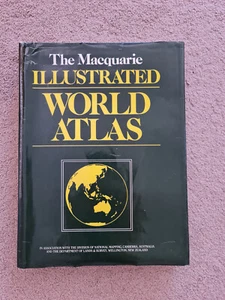 The Macquarie
ILLUSTRATED
WORLD
ATLAS
IN ASSOCIATION WITH THE DIVISION OF NATIONAL MAPPING, CANBERRA, AUSTRALIA
AND THE DEPARTMENT OF LANDS & SURVEY, WELLINGTON, NEW ZEALAND